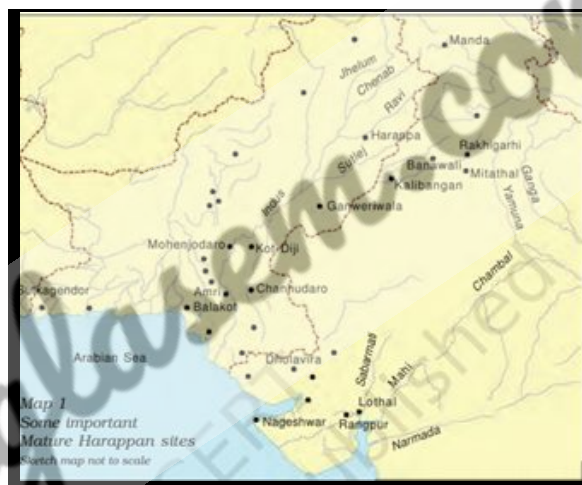 Manda
Jhelum
Chenab
Ravi
Harappa
Sutlej
Rakhigarhi
Banawali
Mitathal
Kalibangan
Ganga
Yamuna
Indus
Ganweriwala
Mohenjodaro
Kot Diji
Chambal
Amri
Chanhudaro
Balakot
Arabian Sea
Dholavira
Sabarmati
Mahi
Lothal
Nageshwar
Rangpur
Narmada
Map 1
Some important
Mature Harappan sites
Sketch map not to scale